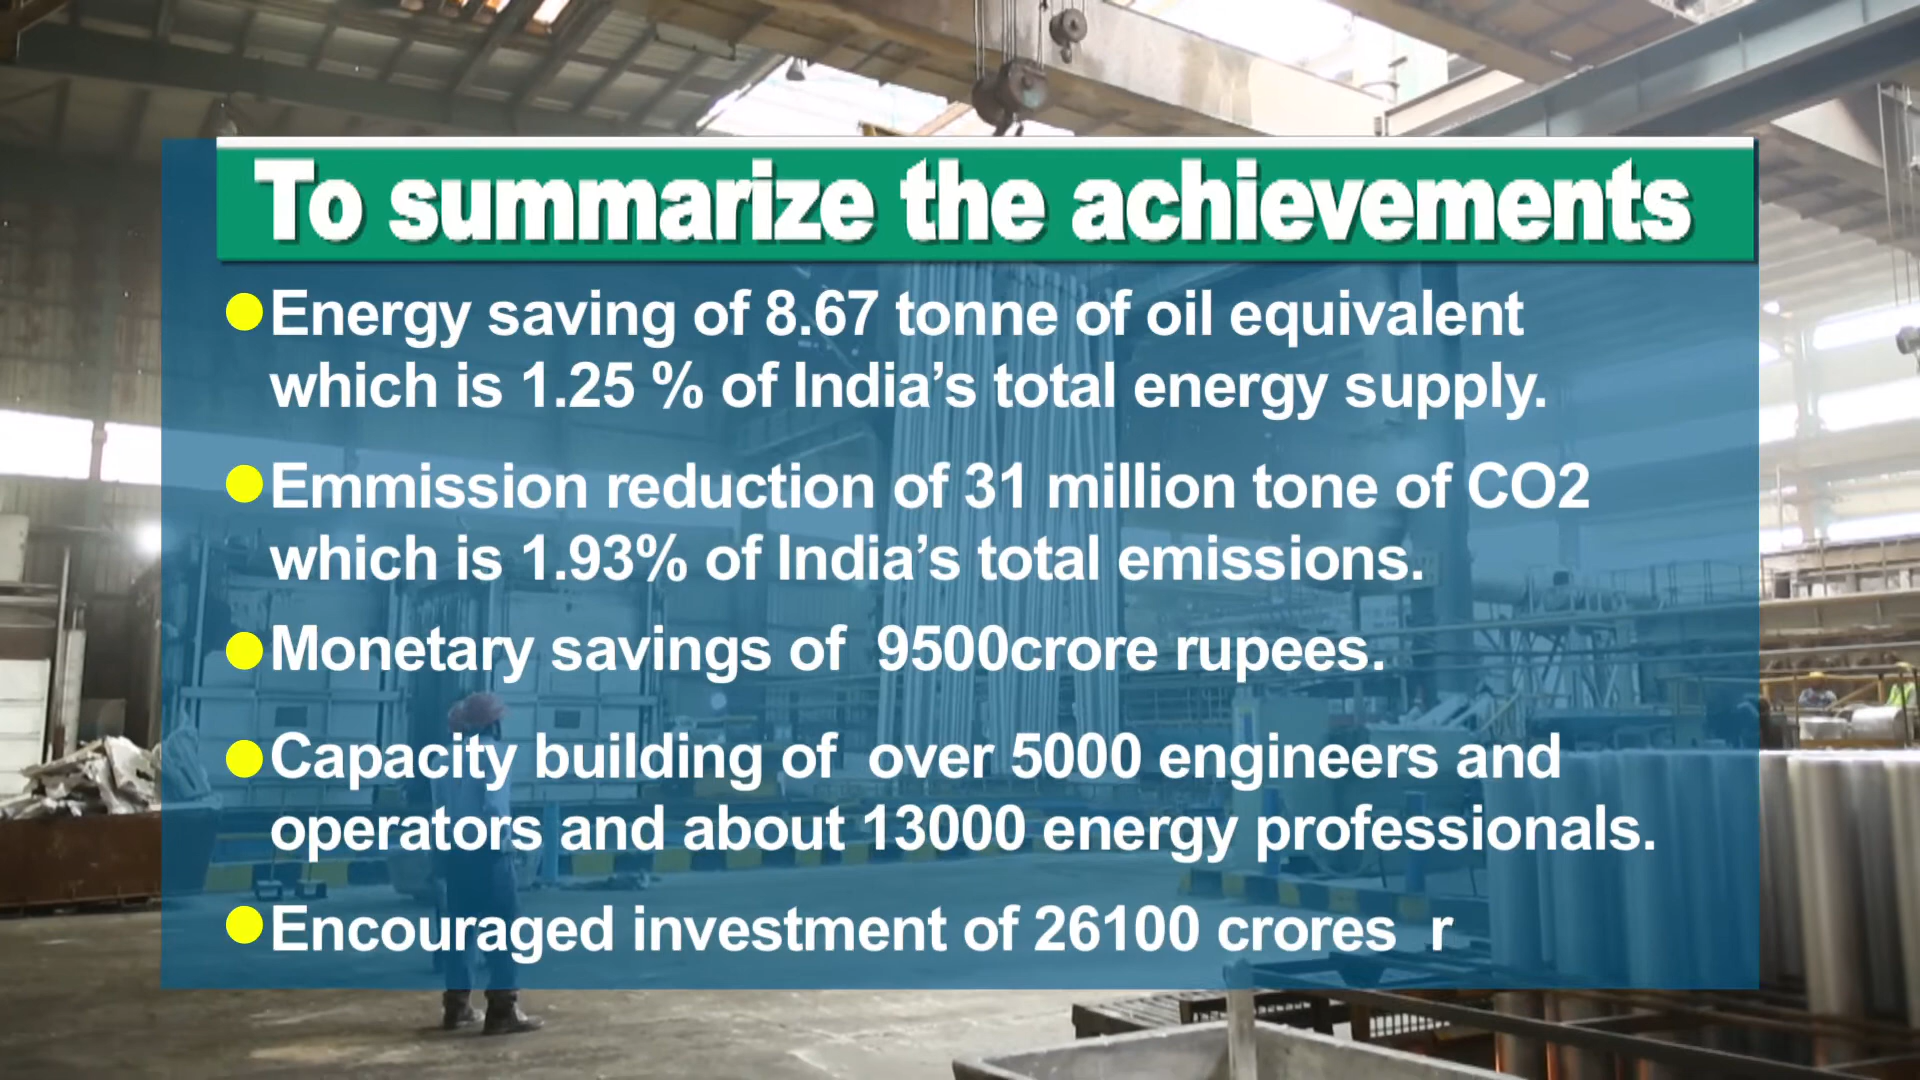 To summarize the achievements
Energy saving of 8.67 tonne of oil equivalent
which is 1.25 % of India’s total energy supply.
Emmission reduction of 31 million tone of CO2
which is 1.93% of India’s total emissions.
Monetary savings of 9500crore rupees.
Capacity building of over 5000 engineers and
operators and about 13000 energy professionals.
Encouraged investment of 26100 crores r